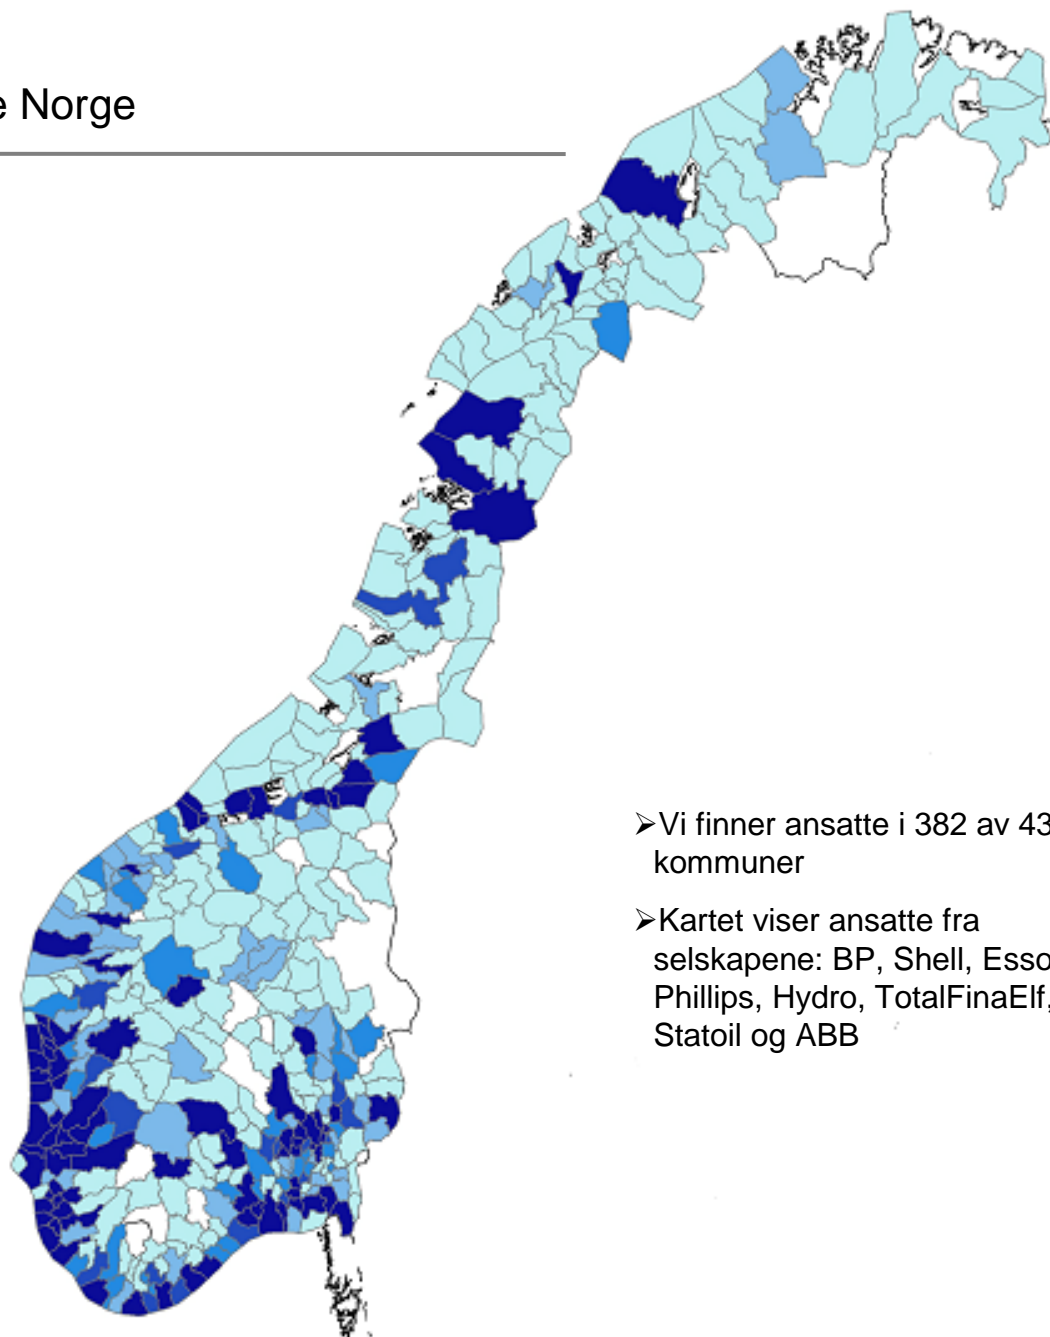 e Norge
➢Vi finner ansatte i 382 av 43
kommuner
➢Kartet viser ansatte fra
selskapene: BP, Shell, Esso
Phillips, Hydro, TotalFinaElf,
Statoil og ABB